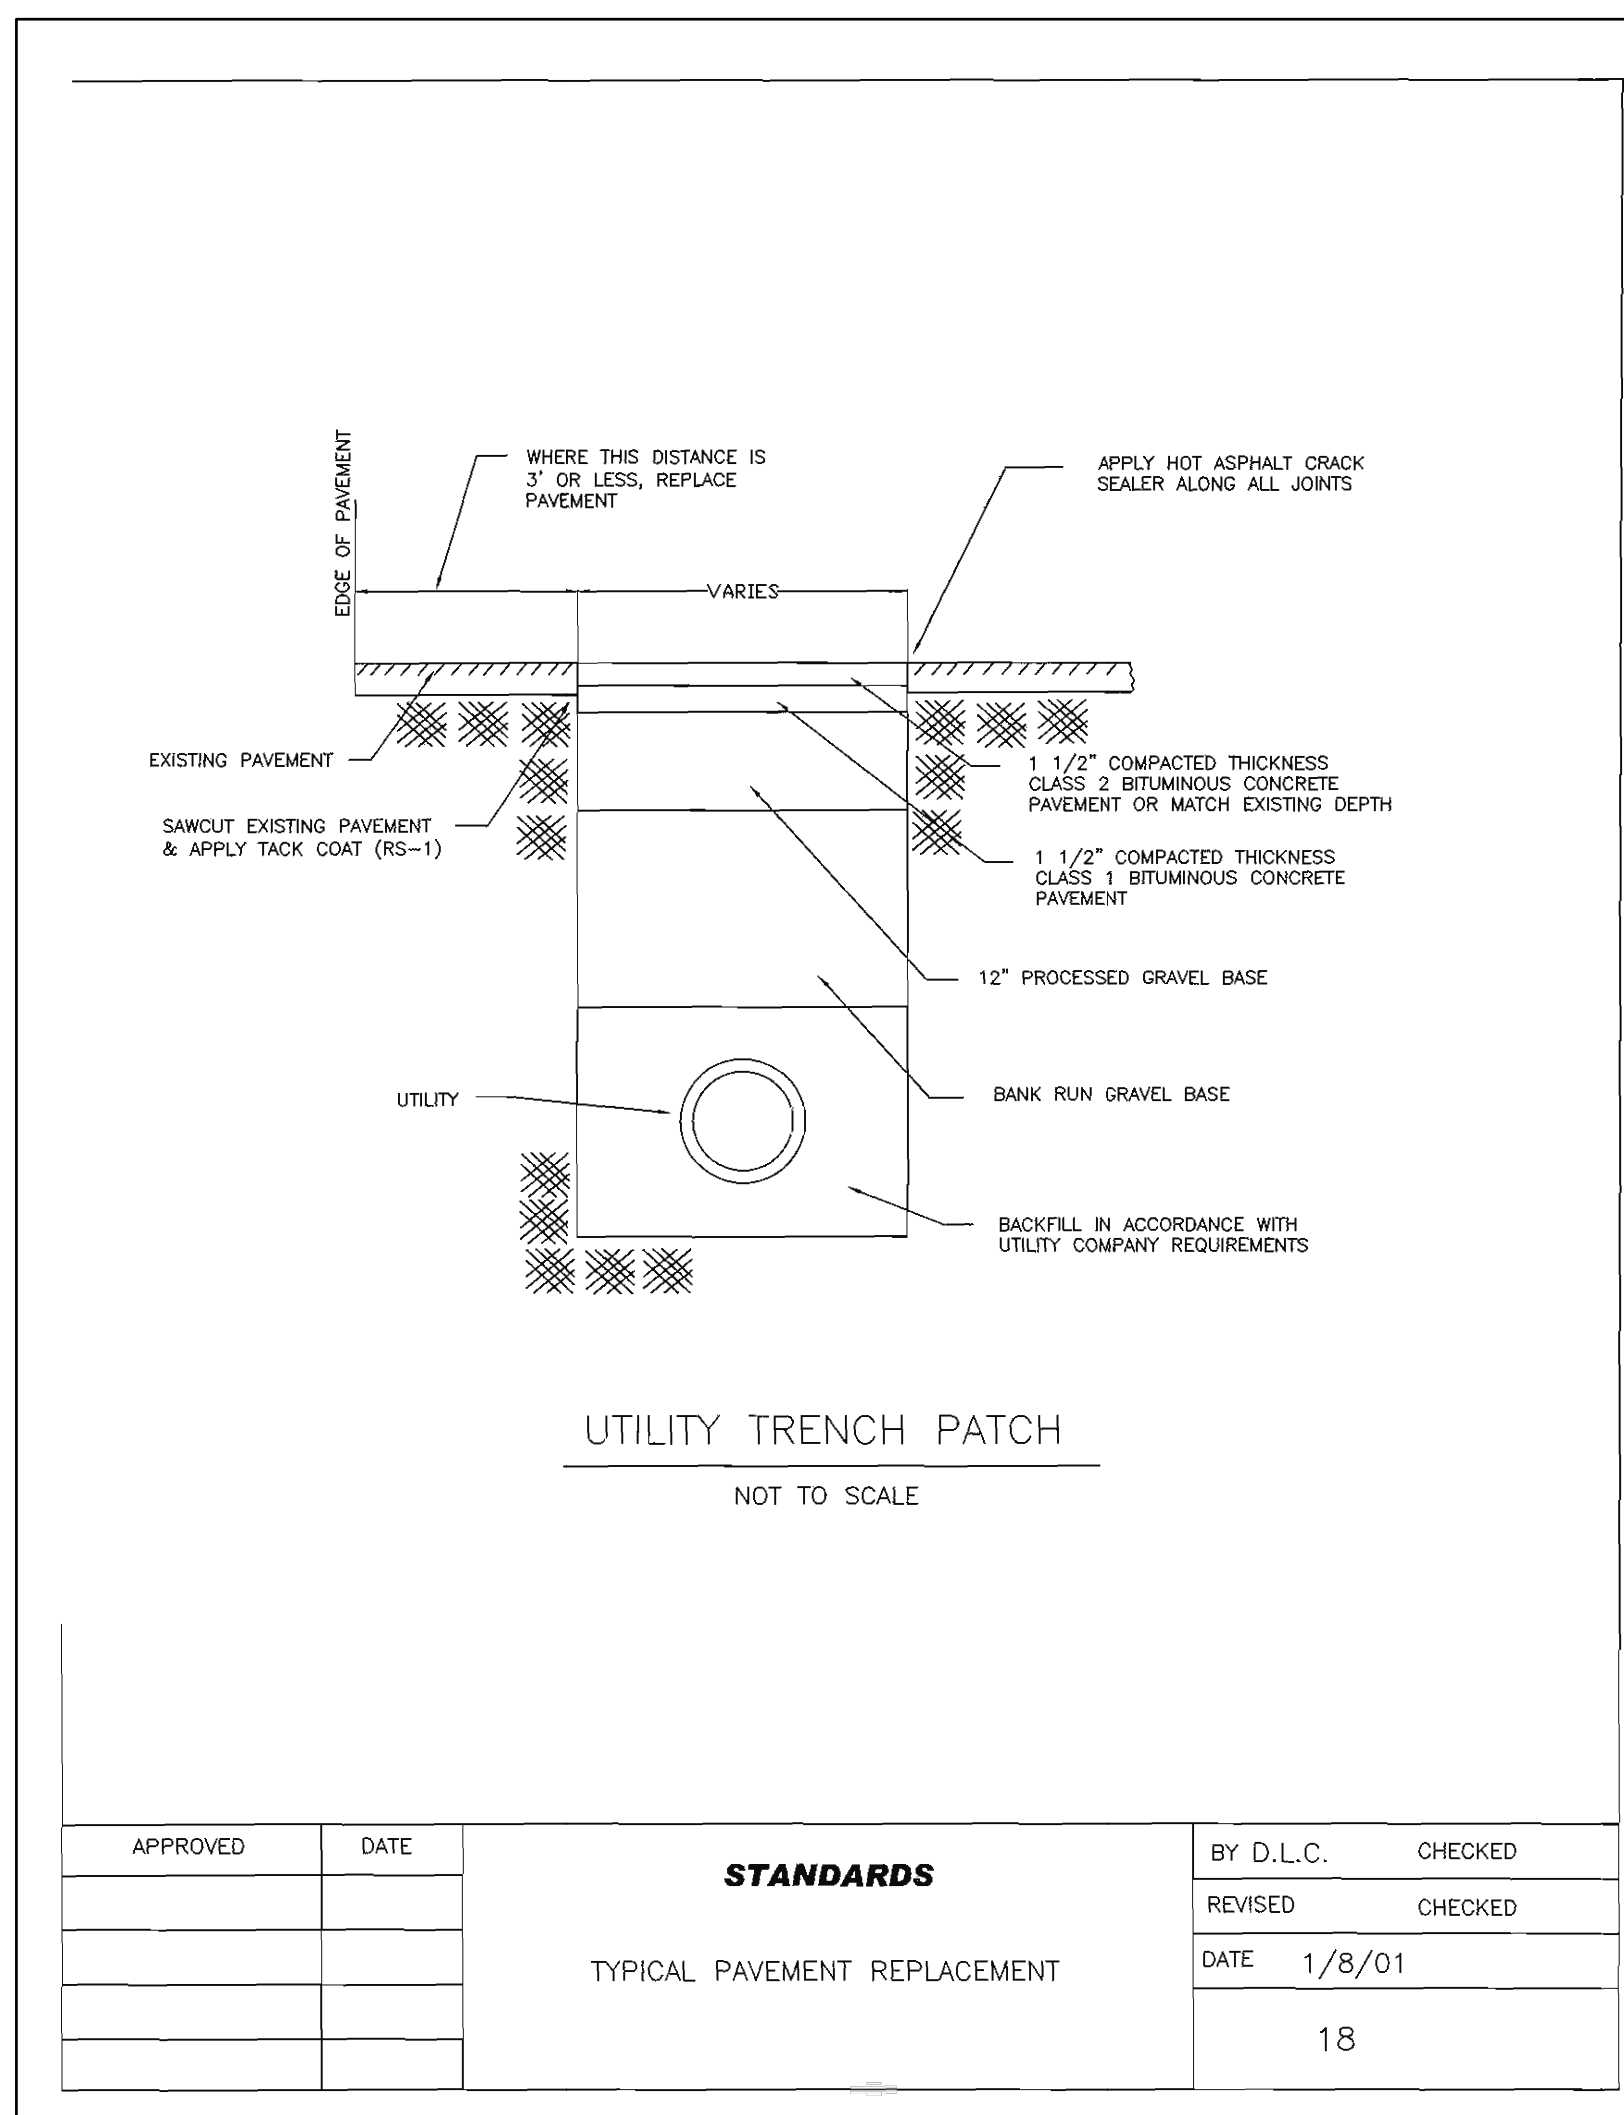 EDGE OF PAVEMENT
WHERE THIS DISTANCE IS
3' OR LESS, REPLACE
PAVEMENT
APPLY HOT ASPHALT CRACK
SEALER ALONG ALL JOINTS
VARIES
EXISTING PAVEMENT
SAWCUT EXISTING PAVEMENT
& APPLY TACK COAT (RS-1)
1 1/2" COMPACTED THICKNESS
CLASS 2 BITUMINOUS CONCRETE
PAVEMENT OR MATCH EXISTING DEPTH
1 1/2" COMPACTED THICKNESS
CLASS 1 BITUMINOUS CONCRETE
PAVEMENT
12" PROCESSED GRAVEL BASE
BANK RUN GRAVEL BASE
UTILITY
BACKFILL IN ACCORDANCE WITH
UTILITY COMPANY REQUIREMENTS
UTILITY TRENCH PATCH
NOT TO SCALE
APPROVED DATE
STANDARDS
TYPICAL PAVEMENT REPLACEMENT
BY D.L.C. CHECKED
REVISED CHECKED
DATE 1/8/01
18